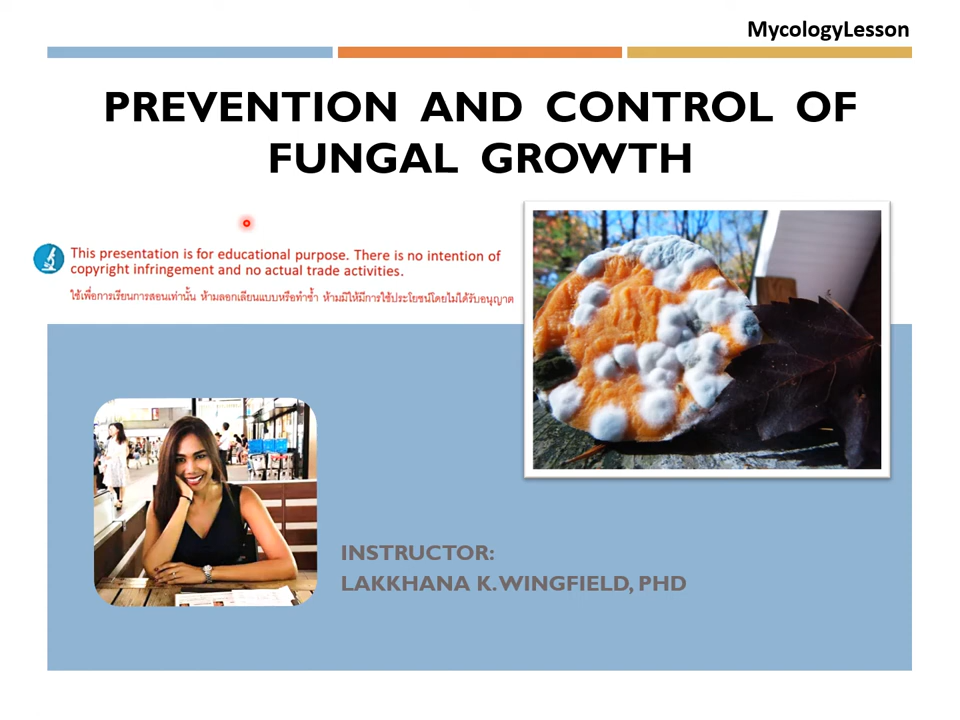 MycologyLesson
PREVENTION AND CONTROL OF
FUNGAL GROWTH
This presentation is for educational purpose. There is no intention of
copyright infringement and no actual trade activities.
ใช้เพื่อการเรียนการสอนเท่านั้น ห้ามลอกเลียนแบบหรือทำซ้ำ ห้ามมิให้มีการใช้ประโยชน์โดยไม่ได้รับอนุญาต
INSTRUCTOR:
LAKKHANA K. WINGFIELD, PHD